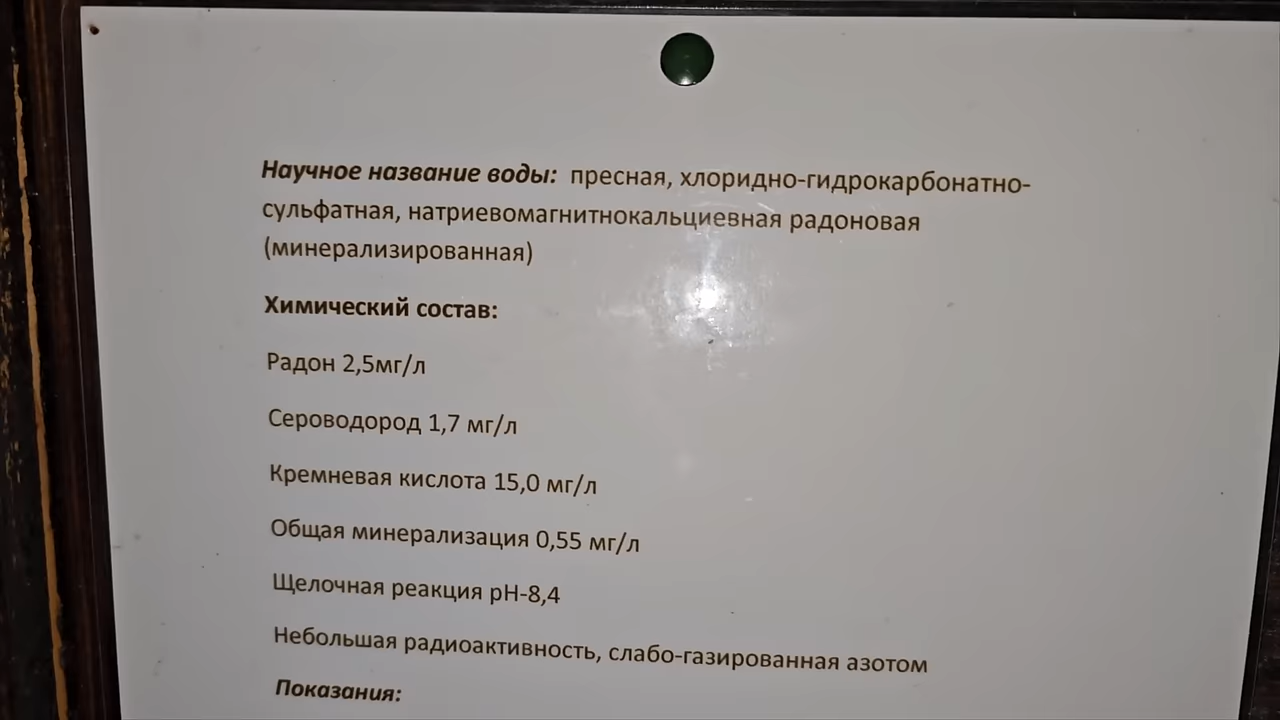 Научное название воды: пресная, хлоридно-гидрокарбонатно-
сульфатная, натриевомагнитнокальциевная радоновая
(минерализированная)
Химический состав:
Радон 2,5мг/л
Сероводород 1,7 мг/л
Кремневая кислота 15,0 мг/л
Общая минерализация 0,55 мг/л
Щелочная реакция pH-8,4
Небольшая радиоактивность, слабо-газированная азотом
Показания: